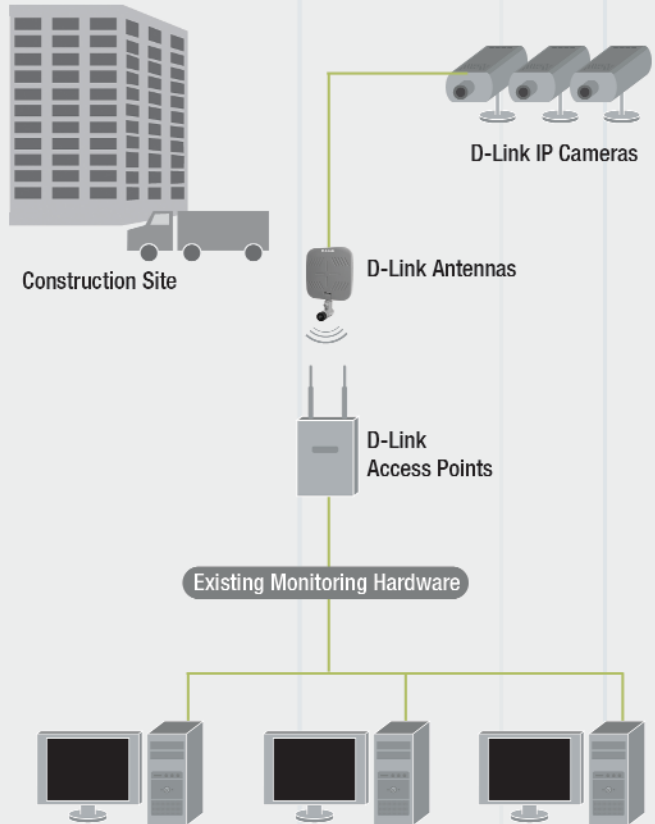 D-Link IP Cameras
Construction Site
D-Link Antennas
D-Link
Access Points
Existing Monitoring Hardware